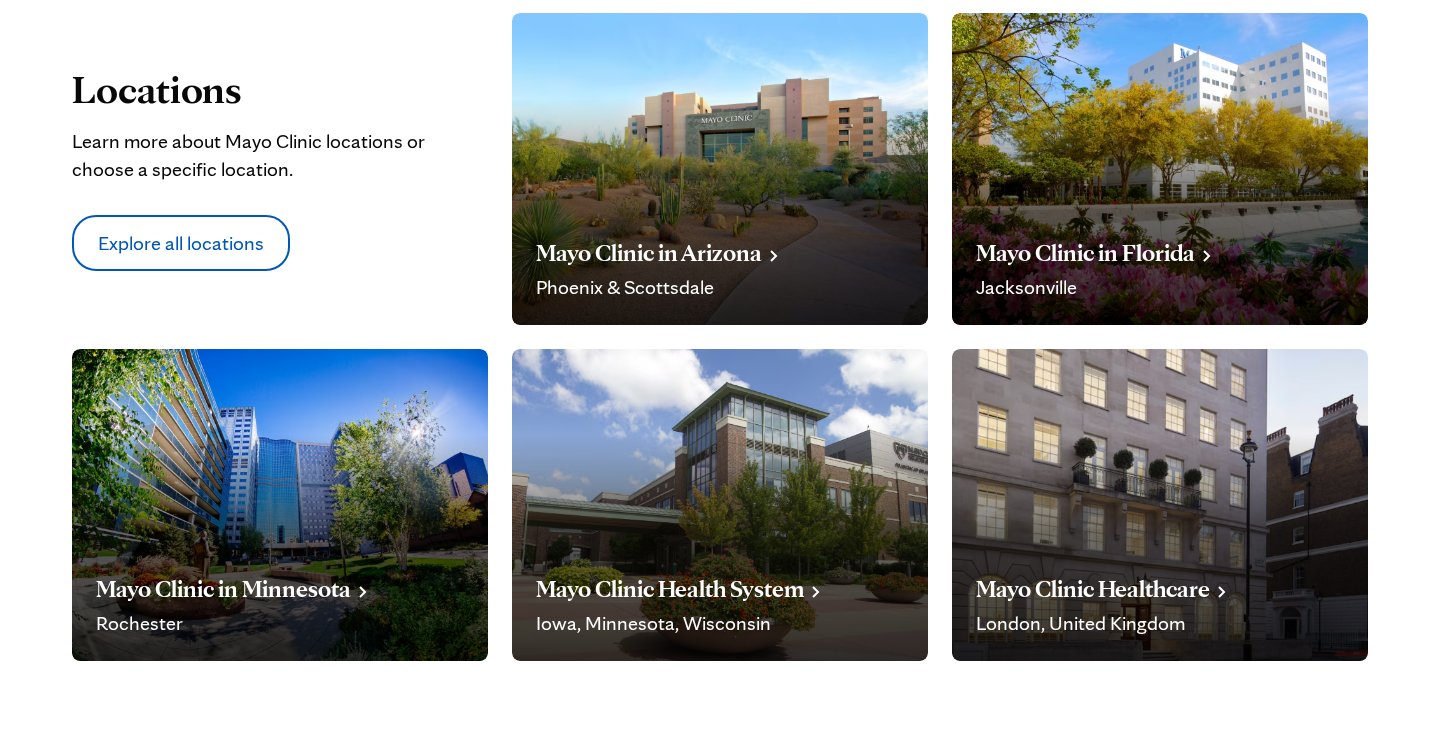 Locations
Learn more about Mayo Clinic locations or
choose a specific location.
Explore all locations
MAYO CLINIC
Mayo Clinic in Arizona
Phoenix & Scottsdale
Mayo Clinic in Florida
Jacksonville
Mayo Clinic in Minnesota
Rochester
Mayo Clinic Health System
Iowa, Minnesota, Wisconsin
Mayo Clinic Healthcare
London, United Kingdom